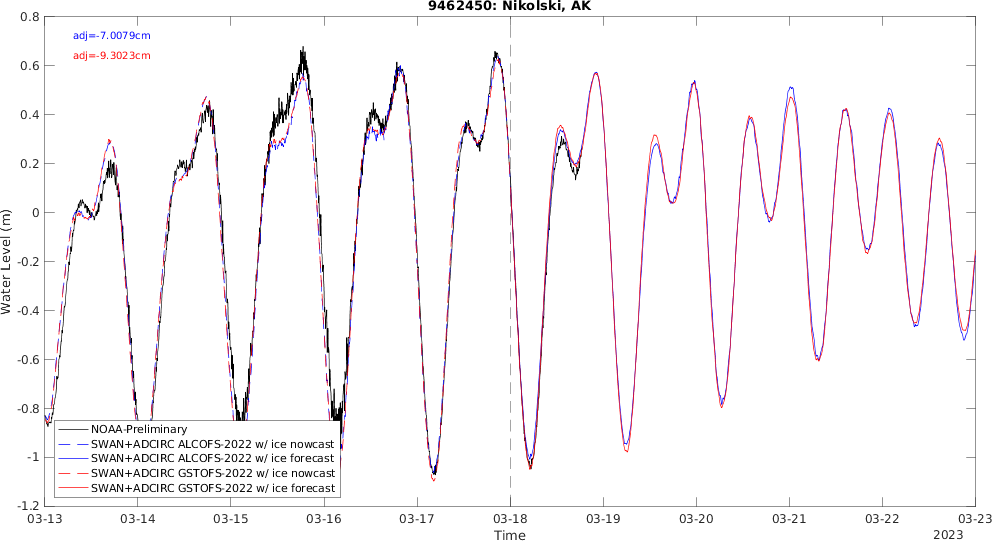 9462450: Nikolski, AK
adj=-7.0079cm
adj=-9.3023cm
Water Level (m)
0.8
0.6
0.4
0.2
0
-0.2
-0.4
-0.6
-0.8
-1
-1.2
NOAA-Preliminary
SWAN+ADCIRC ALCOFS-2022 w/ ice nowcast
SWAN+ADCIRC ALCOFS-2022 w/ ice forecast
SWAN+ADCIRC GSTOFS-2022 w/ ice nowcast
SWAN+ADCIRC GSTOFS-2022 w/ ice forecast
03-13 03-14 03-15 03-16 03-17 03-18 03-19 03-20 03-21 03-22 03-23
Time
2023